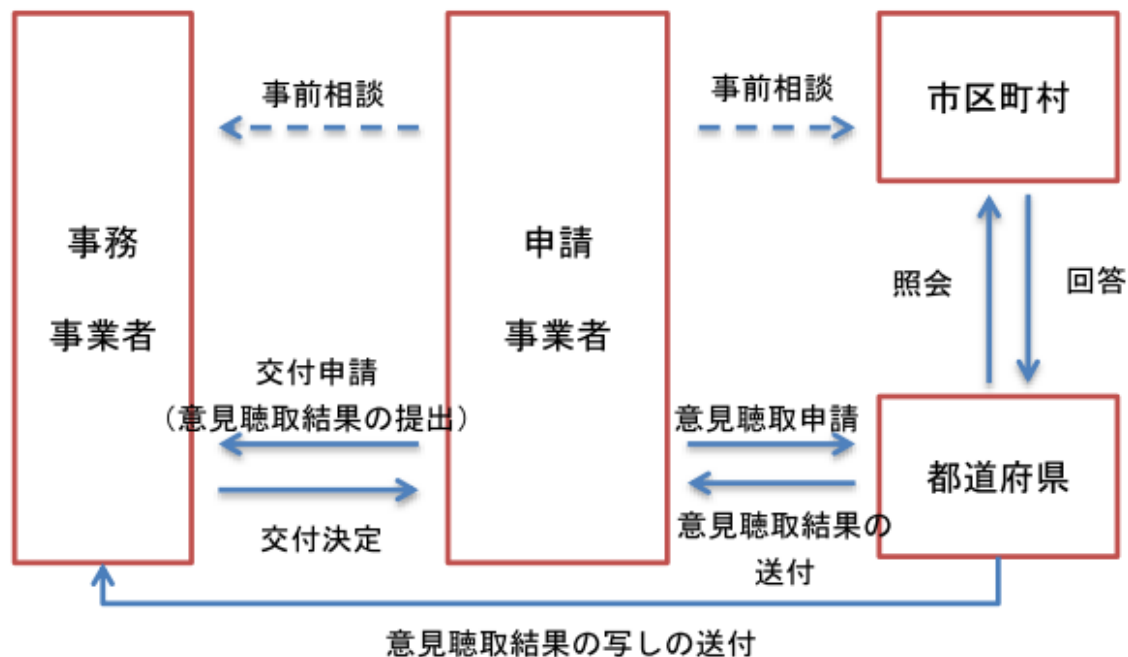 事前相談
事前相談
市区町村
事務
事業者
申請
事業者
照会
回答
交付申請
（意見聴取結果の提出）
意見聴取申請
都道府県
交付決定
意見聴取結果の
送付
意見聴取結果の写しの送付